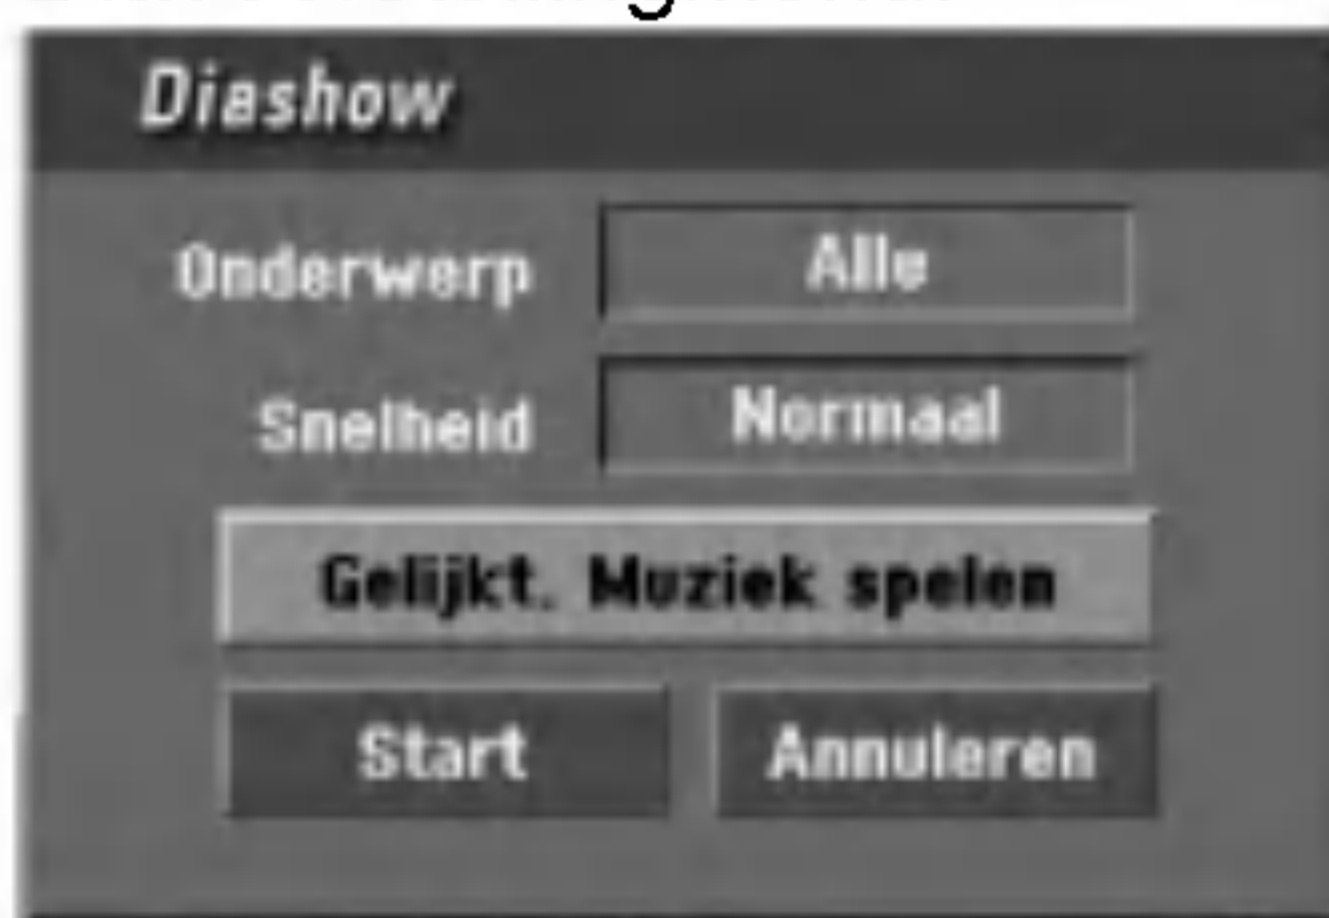 Diashow
Onderwerp Alle
Snelheid Normaal
Gelijkt. Muziek spelen
Start Annuleren